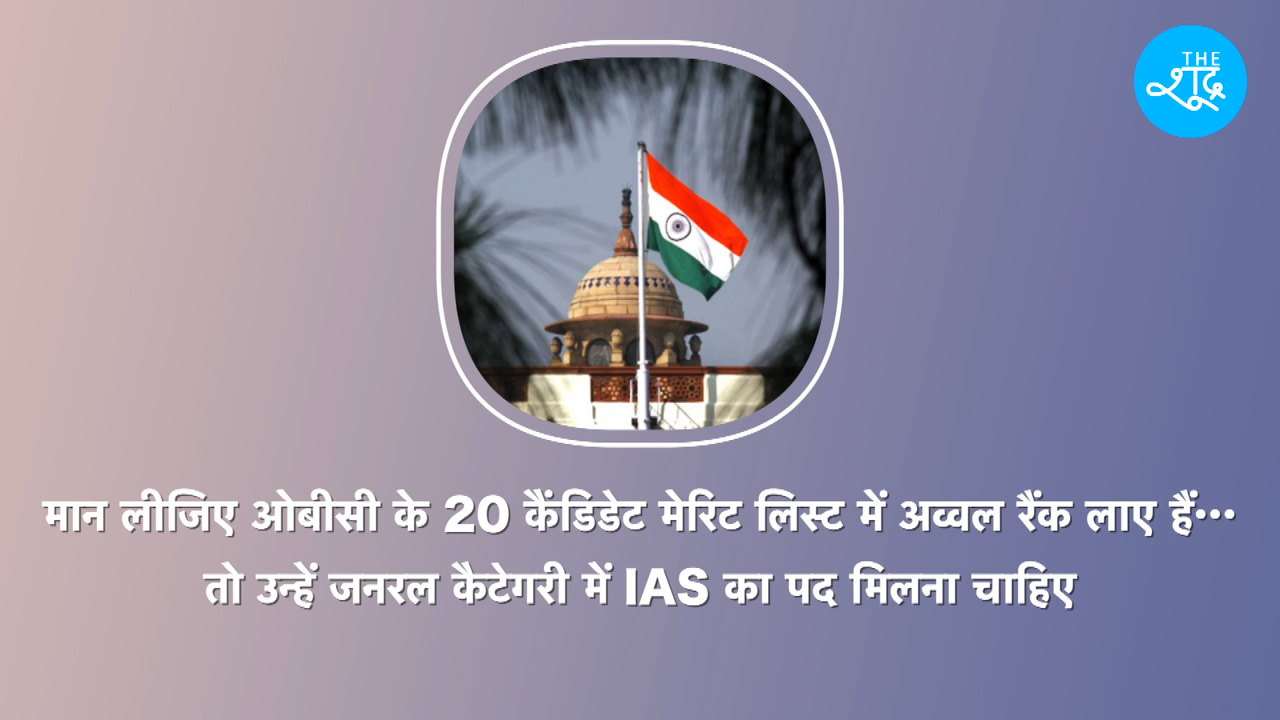 THE
शूद्र
मान लीजिए ओबीसी के 20 कैंडिडेट मेरिट लिस्ट में अव्वल रैंक लाए हैं...
तो उन्हें जनरल कैटेगरी में IAS का पद मिलना चाहिए